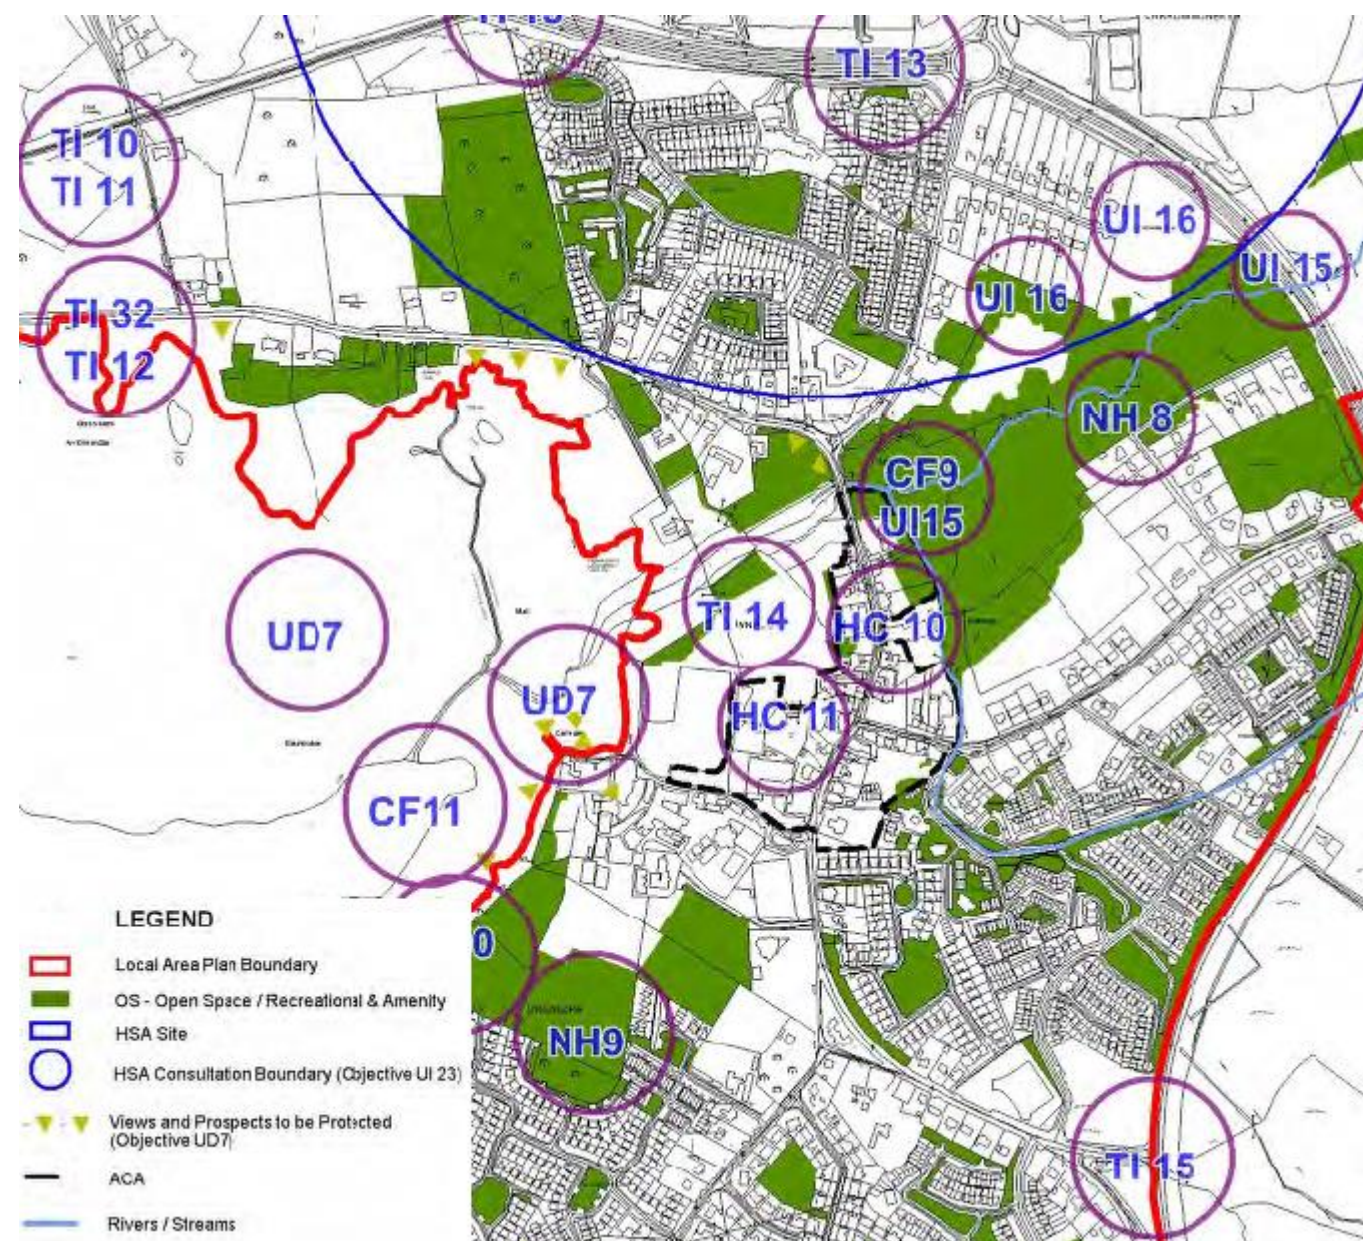 TI 13
TI 10
TI 11
UI 16
UI 15
UI 16
TI 32
TI 12
NH 8
CF9
UI15
UD7
TI 14
HC 10
UD7
HC 11
CF11
0
NH9
TI 15
LEGEND
Local Area Plan Boundary
OS - Open Space / Recreational & Amenity
HSA Site
HSA Consultation Boundary (Objective UI 23)
Views and Prospects to be Protected
(Objective UD7)
ACA
Rivers / Streams